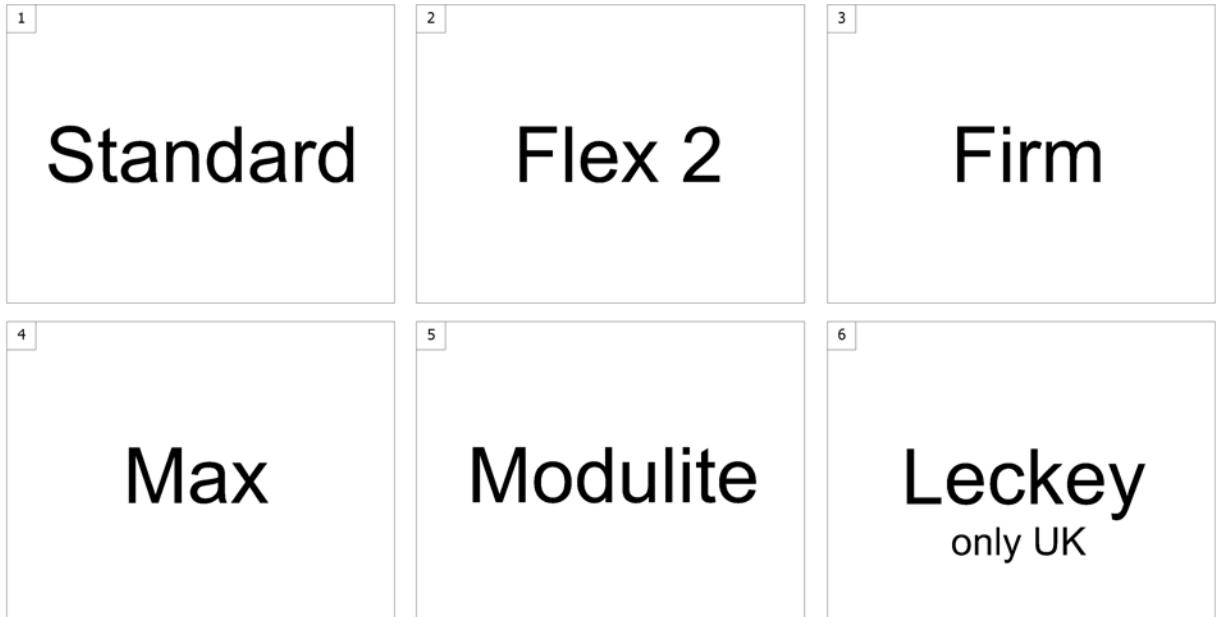 1
Standard
2
Flex 2
3
Firm
4
Max
5
Modulite
6
Leckey
only UK